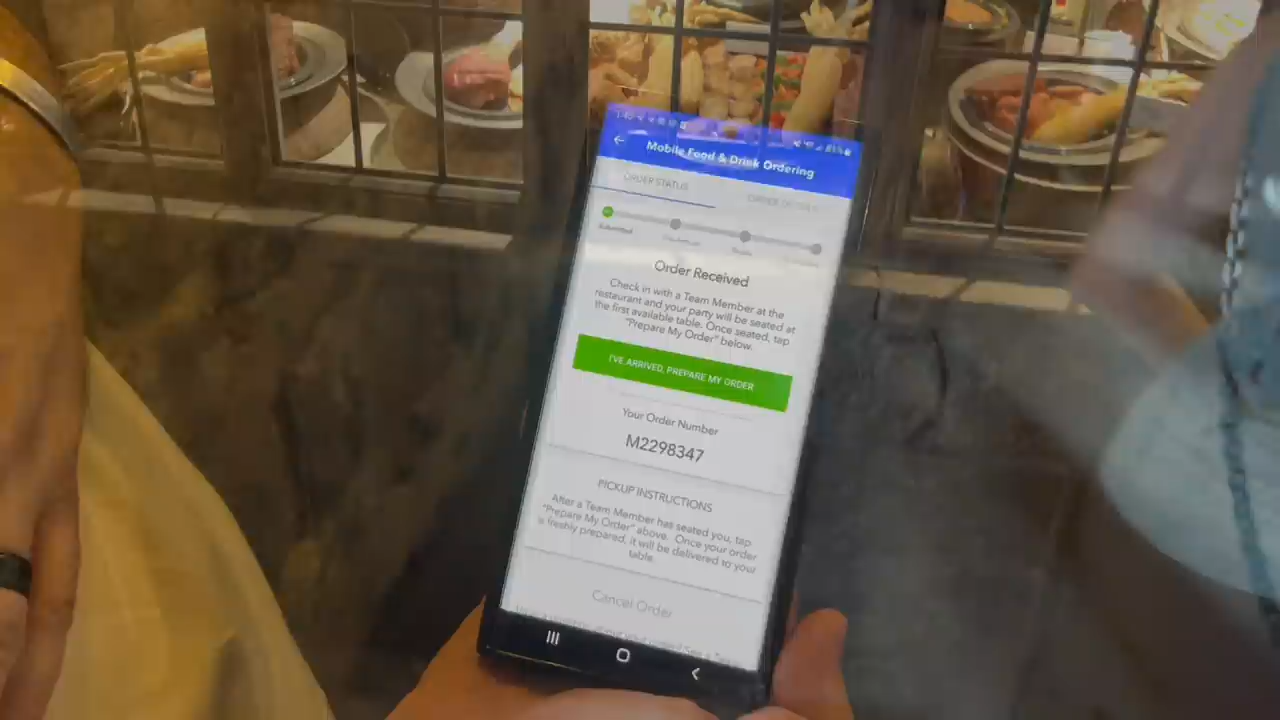 Mobile Food & Drink Ordering
ORDER STATUS
Submitted
Order Received
Check in with a Team Member at the
restaurant and your party will be seated at
the first available table. Once seated, tap
"Prepare My Order" below.
I'VE ARRIVED, PREPARE MY ORDER
Your Order Number
M2298347
PICKUP INSTRUCTIONS
After a Team Member has seated you, tap
"Prepare My Order" above. Once your order
is freshly prepared, it will be delivered to your
table.
Cancel Order